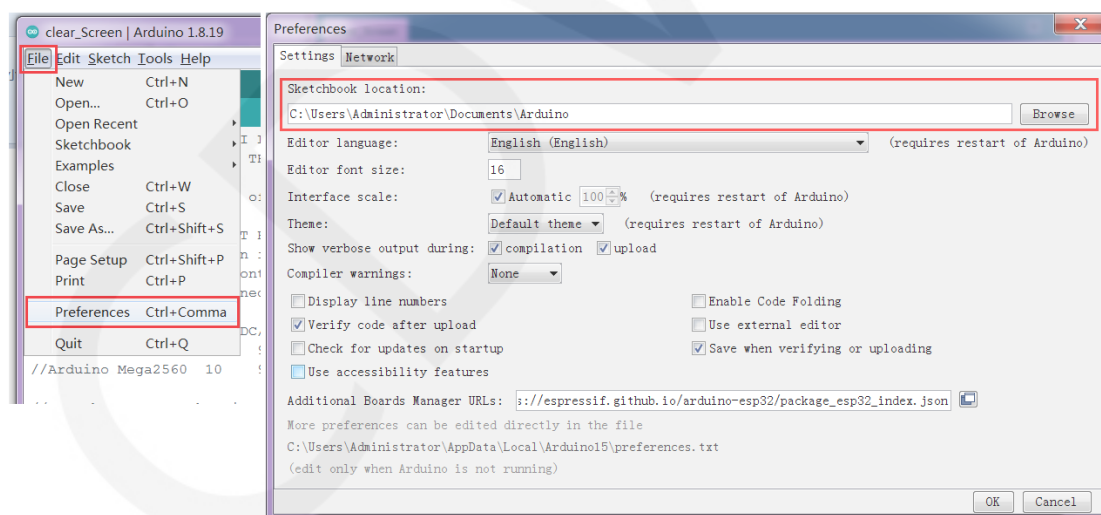 clear_Screen | Arduino 1.8.19
File Edit Sketch Tools Help
New Ctrl+N
Open... Ctrl+O
Open Recent
Sketchbook
Examples
Close Ctrl+W
Save Ctrl+S
Save As... Ctrl+Shift+S
Page Setup Ctrl+Shift+P
Print Ctrl+P
Preferences Ctrl+Comma
Quit Ctrl+Q
//Arduino Mega2560 10
Preferences
Settings Network
Sketchbook location:
C:\Users\Administrator\Documents\Arduino Browse
Editor language: English (English) (requires restart of Arduino)
Editor font size: 16
Interface scale: Automatic 100 % (requires restart of Arduino)
Theme: Default theme (requires restart of Arduino)
Show verbose output during: compilation upload
Compiler warnings: None
Display line numbers Enable Code Folding
Verify code after upload Use external editor
Check for updates on startup Save when verifying or uploading
Use accessibility features
Additional Boards Manager URLs: s://espressif.github.io/arduino-esp32/package_esp32_index.json
More preferences can be edited directly in the file
C:\Users\Administrator\AppData\Local\Arduino15\preferences.txt
(edit only when Arduino is not running)
OK Cancel